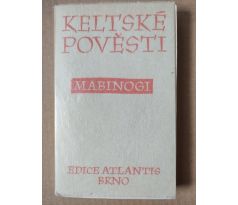 KELTSKÉ
POVĚSTI
MABINOGI
EDICE ATLANTIS
BRNO